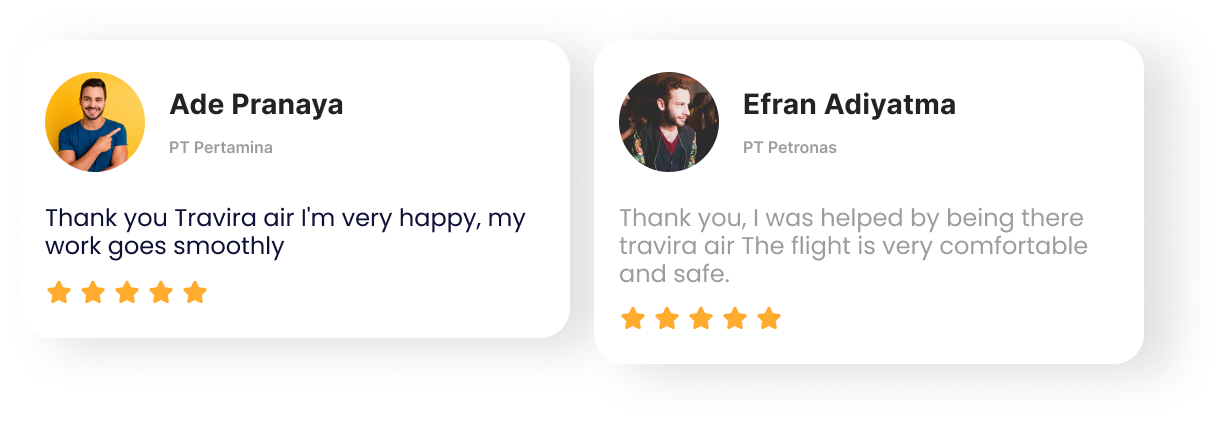 Ade Pranaya
PT Pertamina
Thank you Travira air I'm very happy, my
work goes smoothly
Efran Adiyatma
PT Petronas
Thank you, I was helped by being there
travira air The flight is very comfortable
and safe.